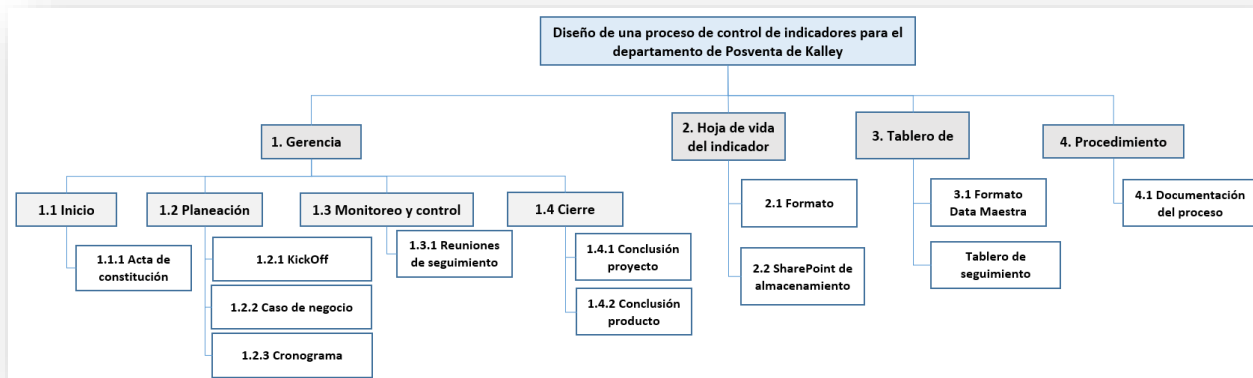 Diseño de una proceso de control de indicadores para el
departamento de Posventa de Kalley
1. Gerencia
2. Hoja de vida
del indicador
3. Tablero de
4. Procedimiento
1.1 Inicio
1.2 Planeación
1.3 Monitoreo y control
1.4 Cierre
1.1.1 Acta de
constitución
1.2.1 KickOff
1.2.2 Caso de negocio
1.2.3 Cronograma
1.3.1 Reuniones
de seguimiento
1.4.1 Conclusión
proyecto
1.4.2 Conclusión
producto
2.1 Formato
2.2 SharePoint de
almacenamiento
3.1 Formato
Data Maestra
Tablero de
seguimiento
4.1 Documentación
del proceso